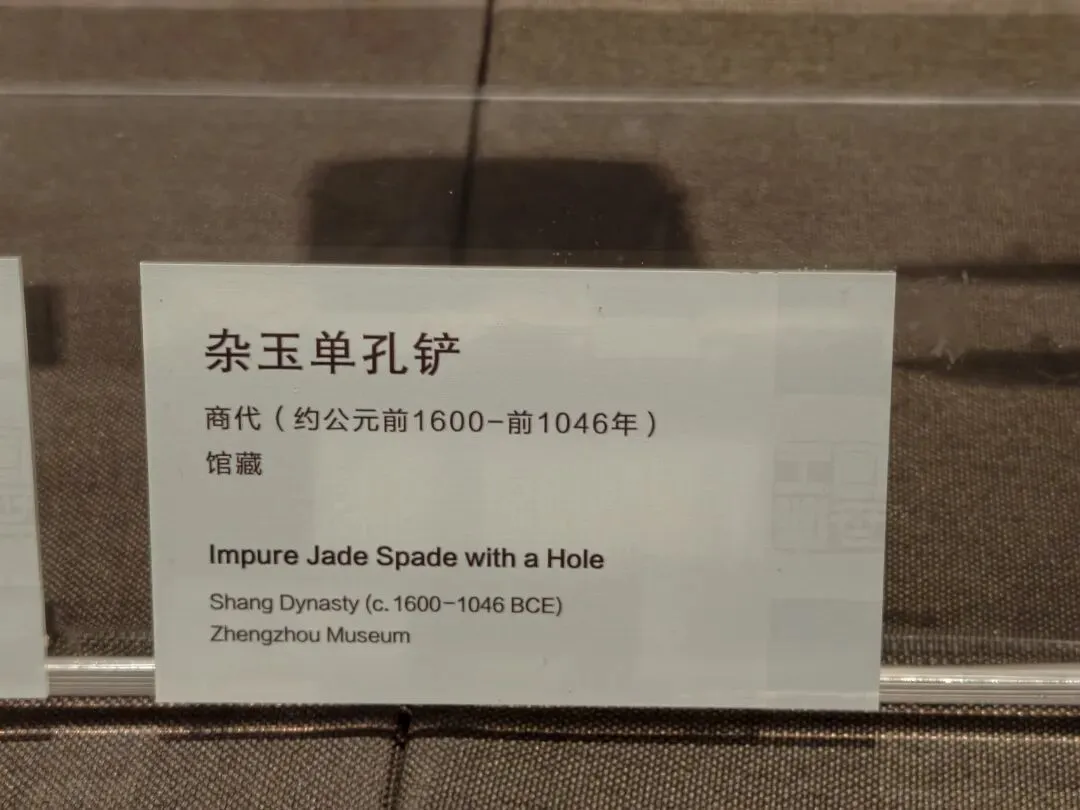 杂玉单孔铲
商代（约公元前1600-前1046年）
馆藏
Impure Jade Spade with a Hole
Shang Dynasty (c. 1600-1046 BCE)
Zhengzhou Museum